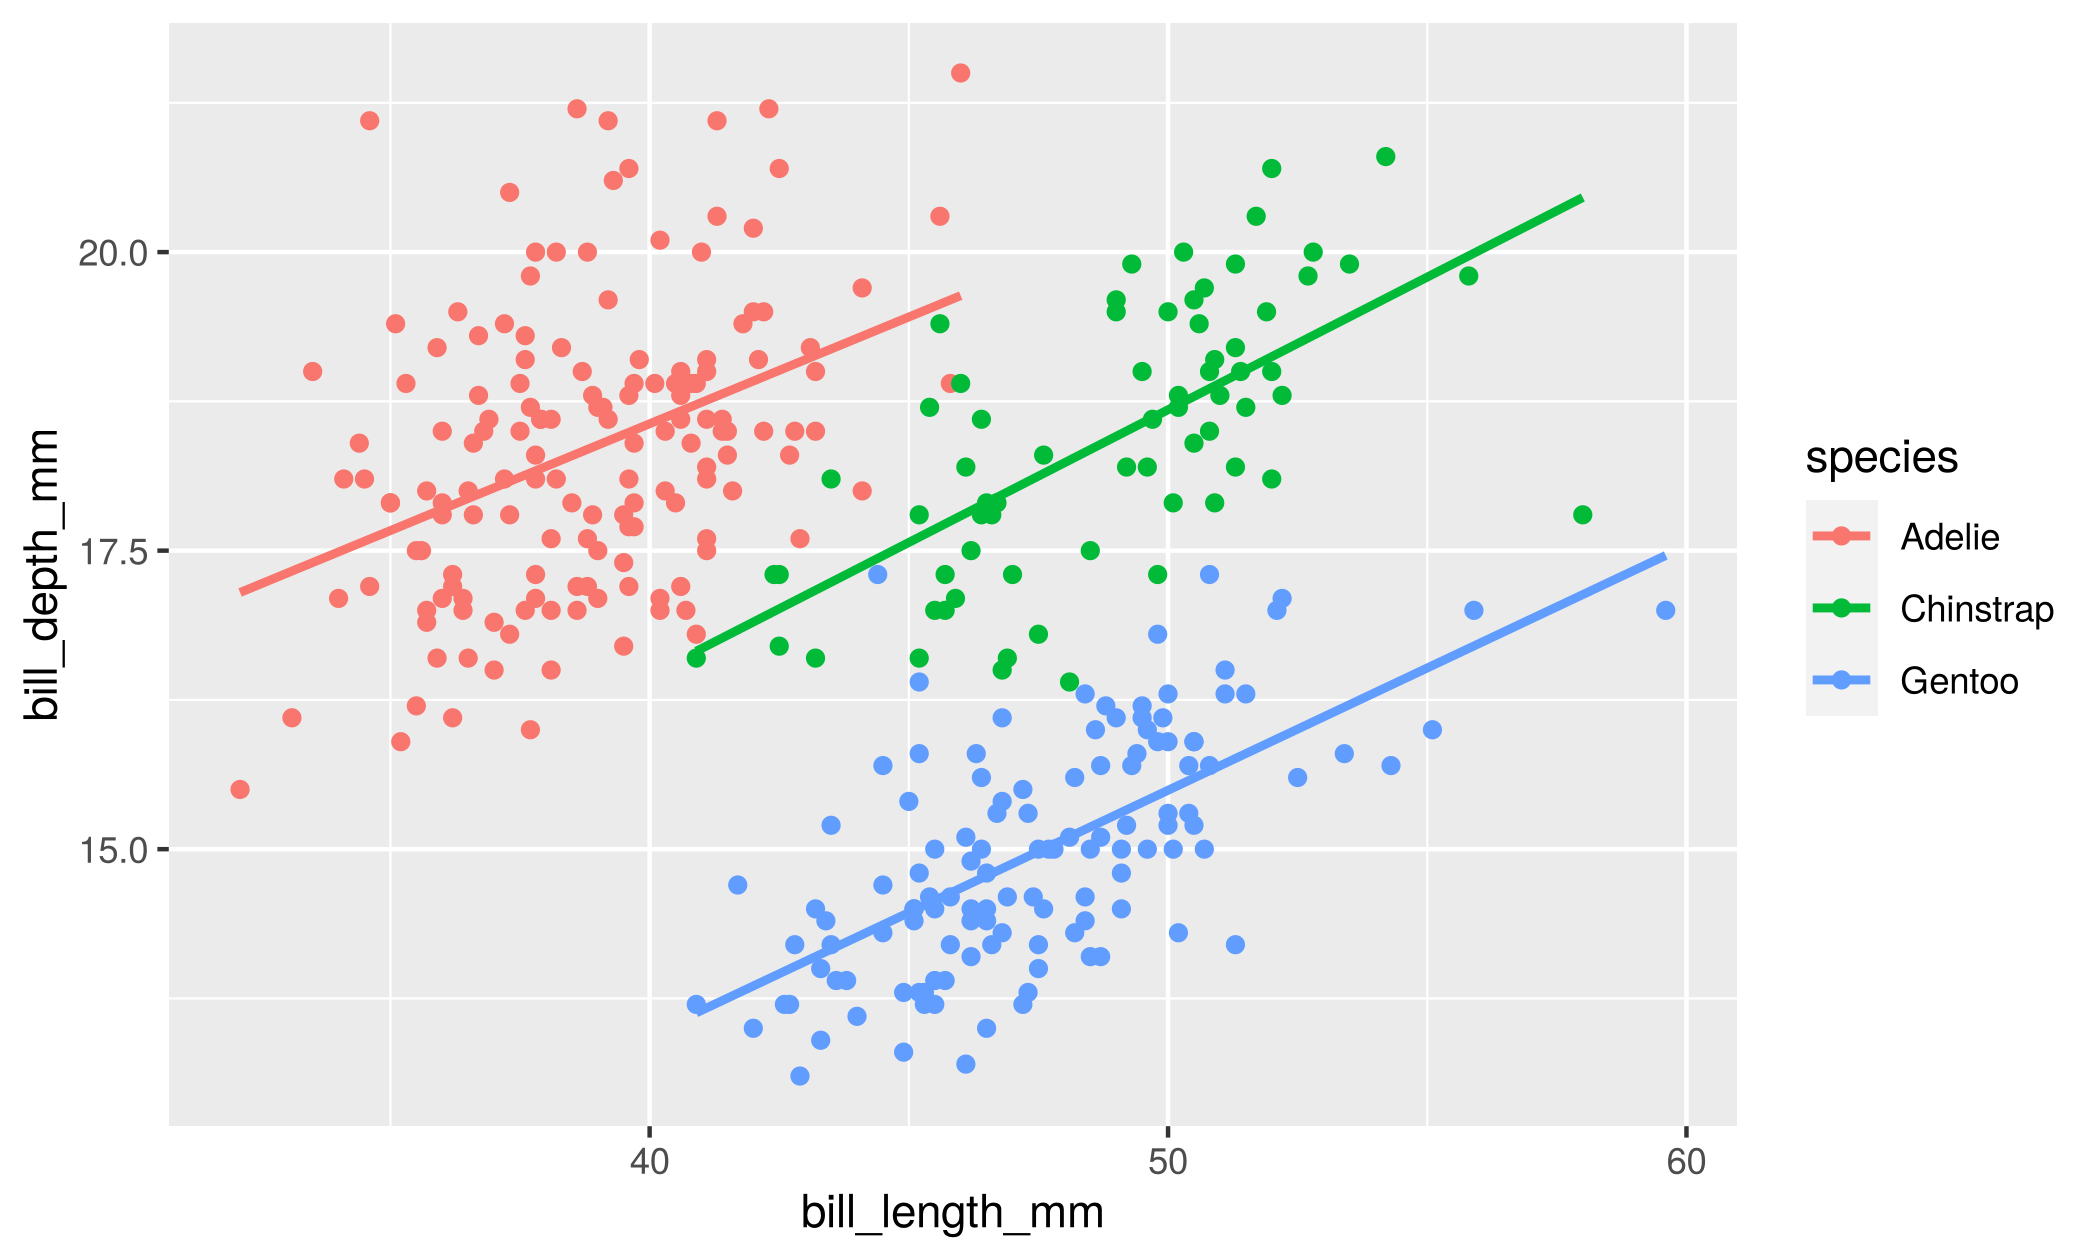 bill_depth_mm
20.0
17.5
15.0
40
50
60
bill_length_mm
species
Adelie
Chinstrap
Gentoo